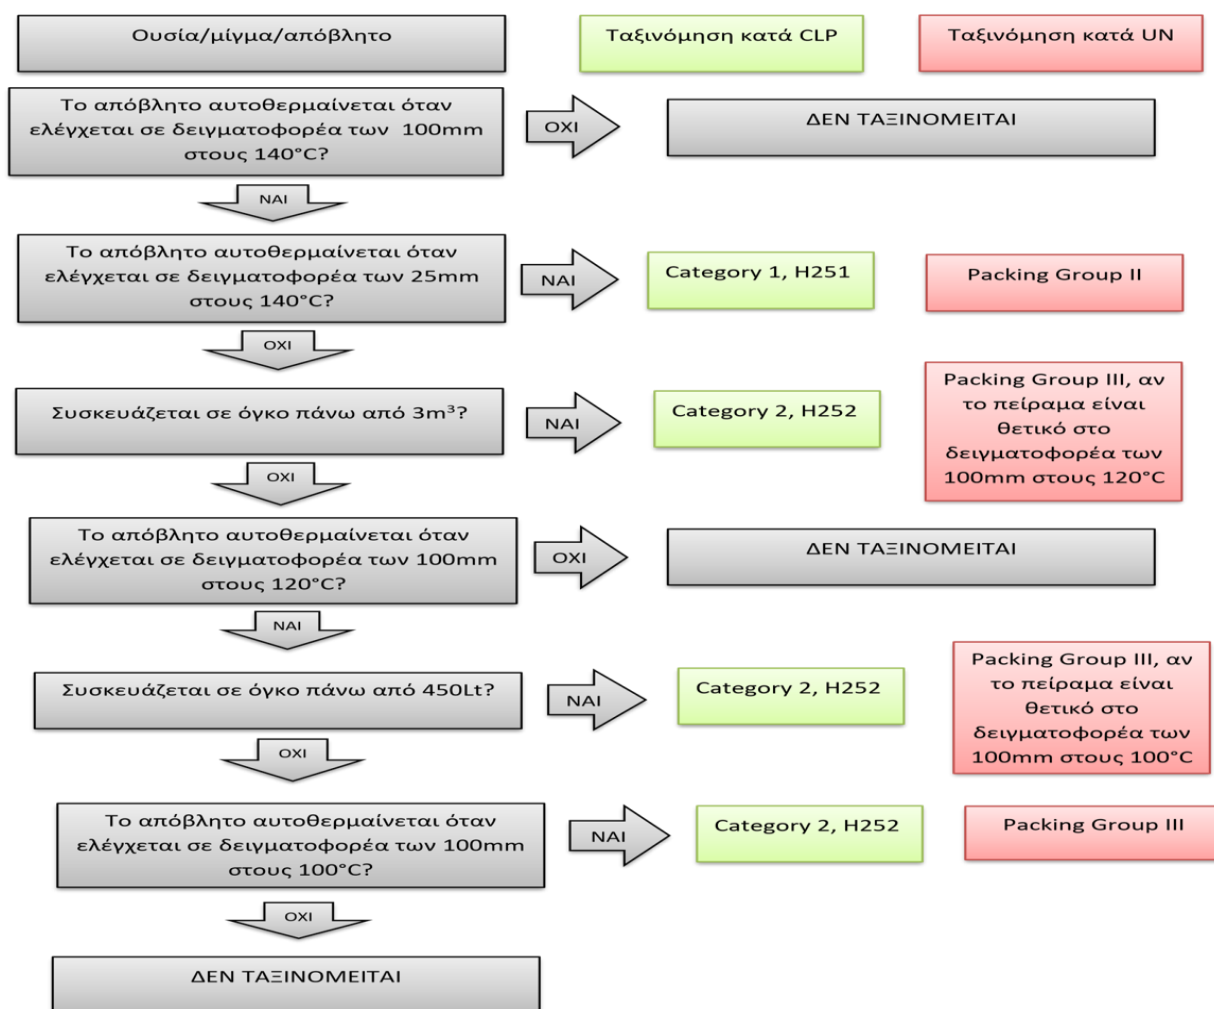 Ουσία/μίγμα/απόβλητο
Ταξινόμηση κατά CLP
Ταξινόμηση κατά UN
Το απόβλητο αυτοθερμαίνεται όταν
ελέγχεται σε δειγματοφορέα των 100mm
στους 140°C?
ΟΧΙ
ΔΕΝ ΤΑΞΙΝΟΜΕΙΤΑΙ
ΝΑΙ
Το απόβλητο αυτοθερμαίνεται όταν
ελέγχεται σε δειγματοφορέα των 25mm
στους 140°C?
ΝΑΙ
Category 1, H251
Packing Group II
ΟΧΙ
Συσκευάζεται σε όγκο πάνω από 3m³?
ΝΑΙ
Category 2, H252
Packing Group III, αν
το πείραμα είναι
θετικό στο
δειγματοφορέα των
100mm στους 120°C
ΟΧΙ
Το απόβλητο αυτοθερμαίνεται όταν
ελέγχεται σε δειγματοφορέα των 100mm
στους 120°C?
ΟΧΙ
ΔΕΝ ΤΑΞΙΝΟΜΕΙΤΑΙ
ΝΑΙ
Συσκευάζεται σε όγκο πάνω από 450Lt?
ΝΑΙ
Category 2, H252
Packing Group III, αν
το πείραμα είναι
θετικό στο
δειγματοφορέα των
100mm στους 100°C
ΟΧΙ
Το απόβλητο αυτοθερμαίνεται όταν
ελέγχεται σε δειγματοφορέα των 100mm
στους 100°C?
ΝΑΙ
Category 2, H252
Packing Group III
ΟΧΙ
ΔΕΝ ΤΑΞΙΝΟΜΕΙΤΑΙ